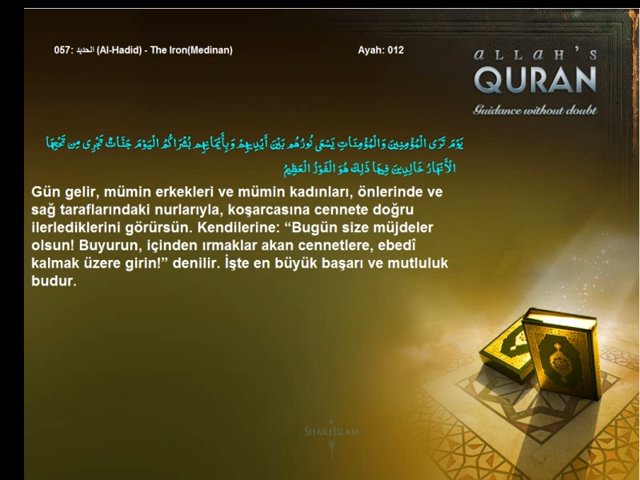 057: الحديد (Al-Hadid) - The Iron(Medinan) Ayah: 012
ALLAH'S
QURAN
Guidance without doubt
يَوْمَ تَرَى الْمُؤْمِنِينَ وَالْمُؤْمِنَاتِ يَسْعَى نُورُهُم بَيْنَ أَيْدِيهِمْ وَبِأَيْمَانِهِم بُشْرَاكُمُ الْيَوْمَ جَنَّاتٌ تَجْرِي مِن تَحْتِهَا
الْأَنْهَارُ خَالِدِينَ فِيهَا ذَلِكَ هُوَ الْفَوْزُ الْعَظِيمُ
Gün gelir, mümin erkekleri ve mümin kadınları, önlerinde ve
sağ taraflarındaki nurlarıyla, koşarcasına cennete doğru
ilerlediklerini görürsün. Kendilerine: “Bugün size müjdeler
olsun! Buyurun, içinden ırmaklar akan cennetlere, ebedî
kalmak üzere girin!” denilir. İşte en büyük başarı ve mutluluk
budur.
SHAREISLAM